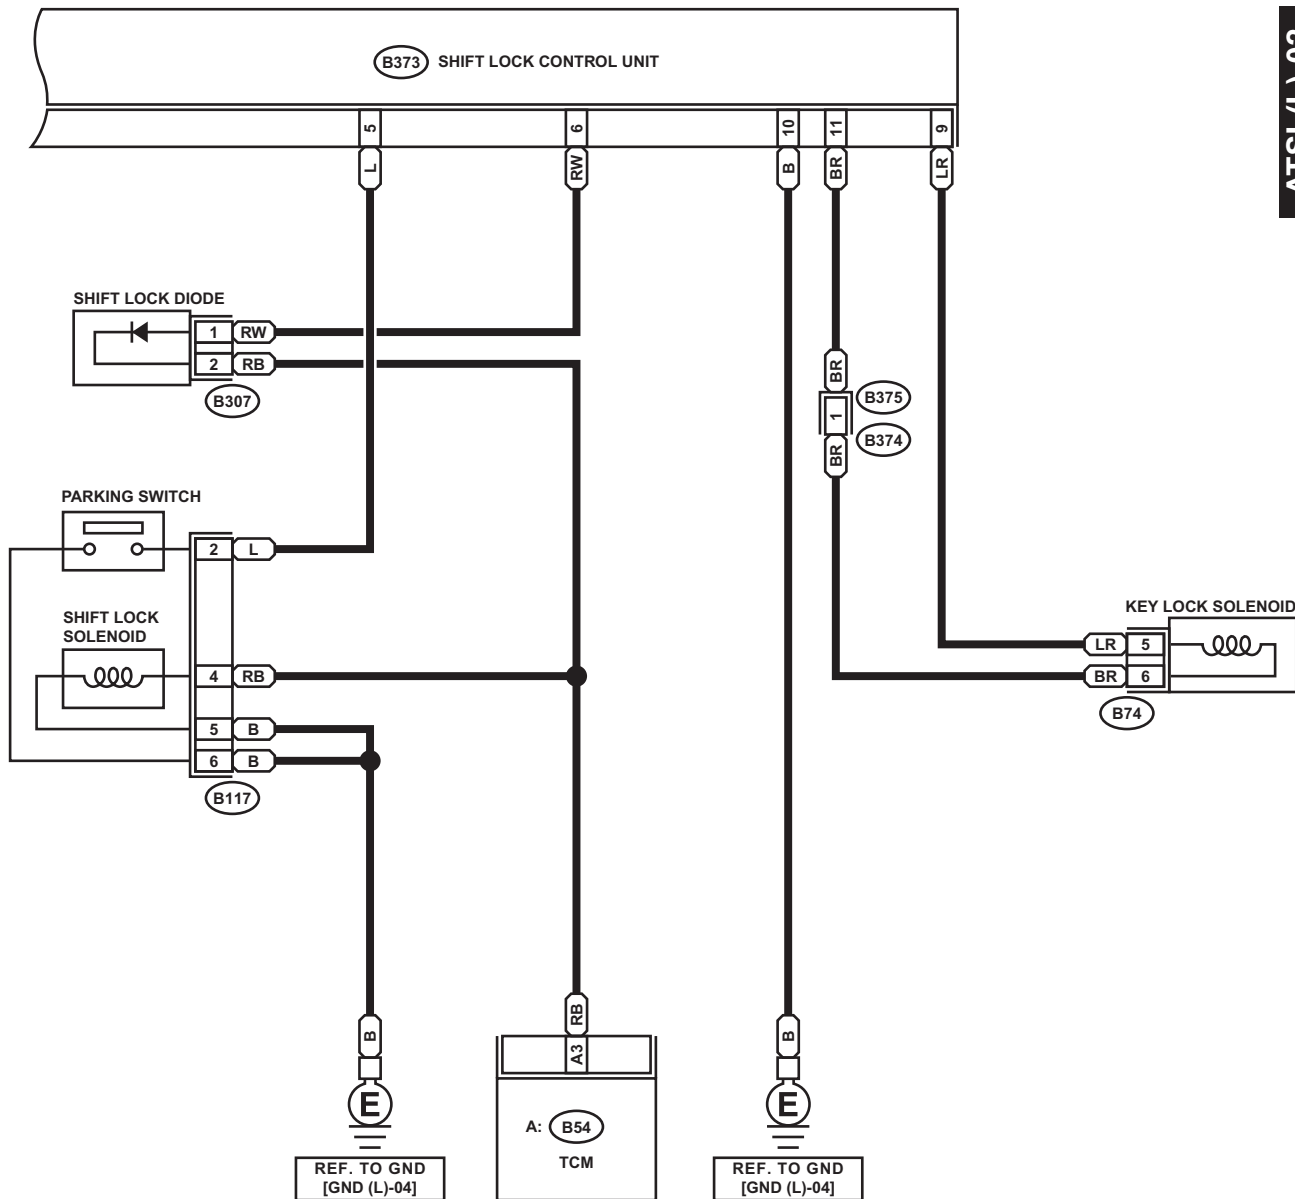 B373 SHIFT LOCK CONTROL UNIT
5 6 10 11 9
L RW B BR LR
SHIFT LOCK DIODE
1 RW
2 RB
B307
BR
B375
1
B374
BR
PARKING SWITCH
2 L
SHIFT LOCK
SOLENOID
4 RB
5 B
6 B
B117
KEY LOCK SOLENOID
LR 5
BR 6
B74
B RB B
A3
E E
A: B54
TCM
REF. TO GND
[GND (L)-04]
REF. TO GND
[GND (L)-04]